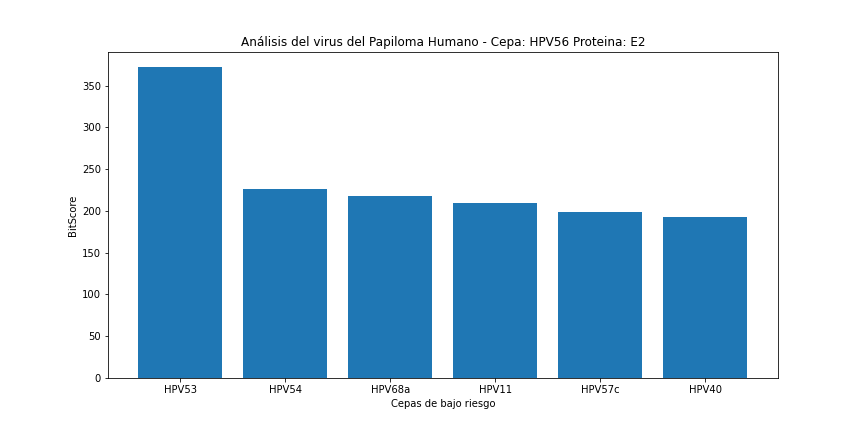 Análisis del virus del Papiloma Humano - Cepa: HPV56 Proteina: E2
BitScore
350
300
250
200
150
100
50
0
HPV53 HPV54 HPV68a HPV11 HPV57c HPV40
Cepas de bajo riesgo